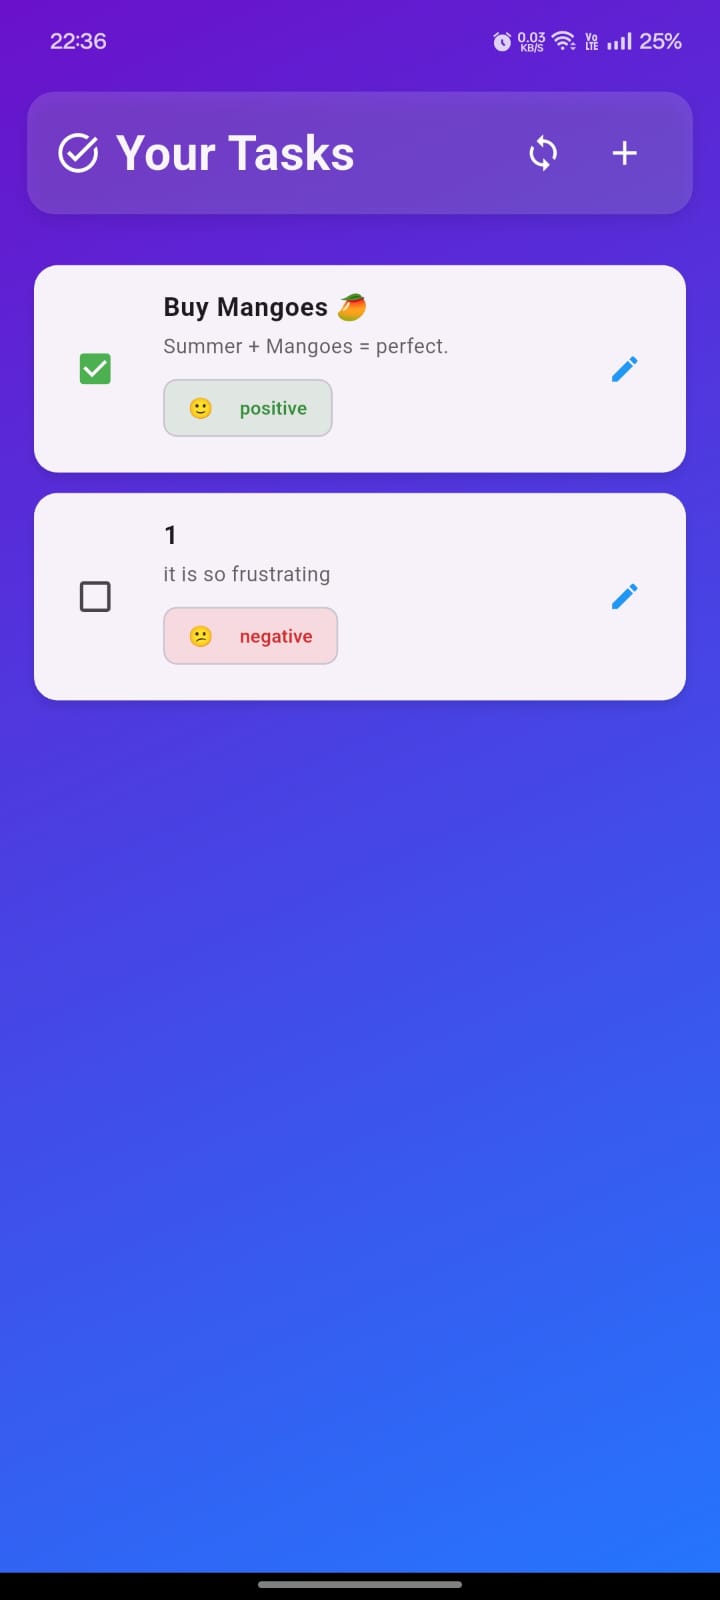 22:36 0.03 KB/S Vo LTE 25%
Your Tasks
Buy Mangoes 🥭
Summer + Mangoes = perfect.
🙂 positive
1
it is so frustrating
😕 negative